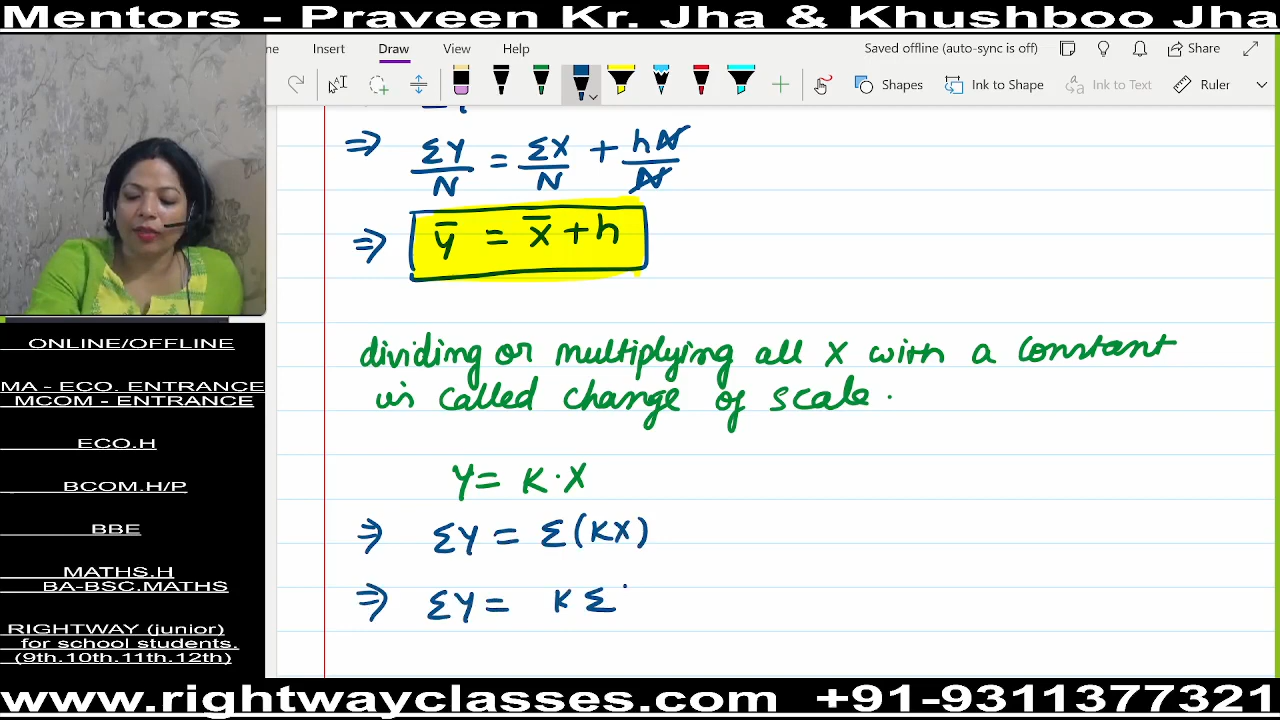 Mentors - Praveen Kr. Jha & Khushboo Jha
Insert Draw View Help
Saved offline (auto-sync is off)
Share
Shapes
Ink to Shape
Ink to Text
Ruler
⇒ ΣY/N = ΣX/N + hN/N
⇒ ȳ = x̄ + h
dividing or multiplying all X with a constant
is called change of scale.
Y = K·X
⇒ ΣY = Σ(KX)
⇒ ΣY = K Σ
ONLINE/OFFLINE
MA - ECO. ENTRANCE
MCOM - ENTRANCE
ECO.H
BCOM.H/P
BBE
MATHS.H
BA-BSC.MATHS
RIGHTWAY (junior)
for school students.
(9th.10th.11th.12th)
www.rightwayclasses.com +91-9311377321